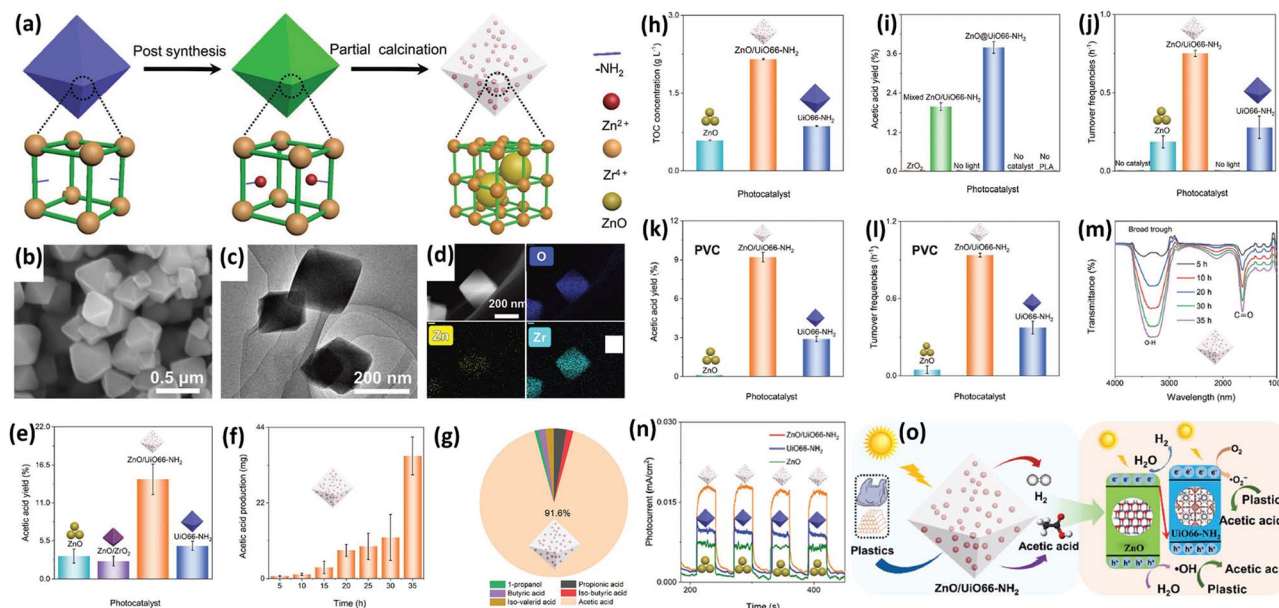 (a)
Post synthesis
Partial calcination
-NH2
Zn2+
Zr4+
ZnO
(b)
0.5 μm
(c)
200 nm
(d)
200 nm
O
Zn
Zr
(e)
Acetic acid yield (%)
22.0
16.5
11.0
5.5
0.0
ZnO
ZnO/ZrO2
ZnO/UiO66-NH2
UiO66-NH2
Photocatalyst
(f)
Acetic acid production (mg)
44
22
0
5 10 15 20 25 30 35
Time (h)
(g)
91.6%
1-propanol
Propionic acid
Butyric acid
Iso-butyric acid
Iso-valerid acid
Acetic acid
(h)
TOC concentration (g L-1)
3.0
2.4
1.8
1.2
0.6
0.0
ZnO
ZnO/UiO66-NH2
UiO66-NH2
Photocatalyst
(i)
Acetic acid yield (%)
4
3
2
1
0
ZnO@UiO66-NH2
Mixed ZnO/UiO66-NH2
ZrO2
No light
No catalyst
No PLA
Photocatalyst
(j)
Turnover frequencies (h-1)
0.75
0.50
0.25
0.0
ZnO/UiO66-NH2
ZnO
UiO66-NH2
No catalyst
No light
Photocatalyst
(k)
PVC
Acetic acid yield (%)
12
9
6
3
0
ZnO/UiO66-NH2
UiO66-NH2
ZnO
Photocatalyst
(l)
PVC
Turnover frequencies (h-1)
ZnO/UiO66-NH2
UiO66-NH2
ZnO
Photocatalyst
(m)
Broad trough
5 h
10 h
20 h
30 h
35 h
O-H
C=O
Transmittance (%)
4000 3000 2000 100
Wavelength (nm)
(n)
Photocurrent (mA/cm2)
0.030
0.015
0.000
ZnO/UiO66-NH2
UiO66-NH2
ZnO
200 300 400
Time (s)
(o)
Plastics
H2
Acetic acid
ZnO/UiO66-NH2
H2
H2O
O2
•O2-
Plastic
Acetic acid
e- e- e-
e- e- e- e-
ZnO
UiO66-NH2
h+ h+ h+
h+ h+ h+
•OH
H2O
Acetic ac
Plastic